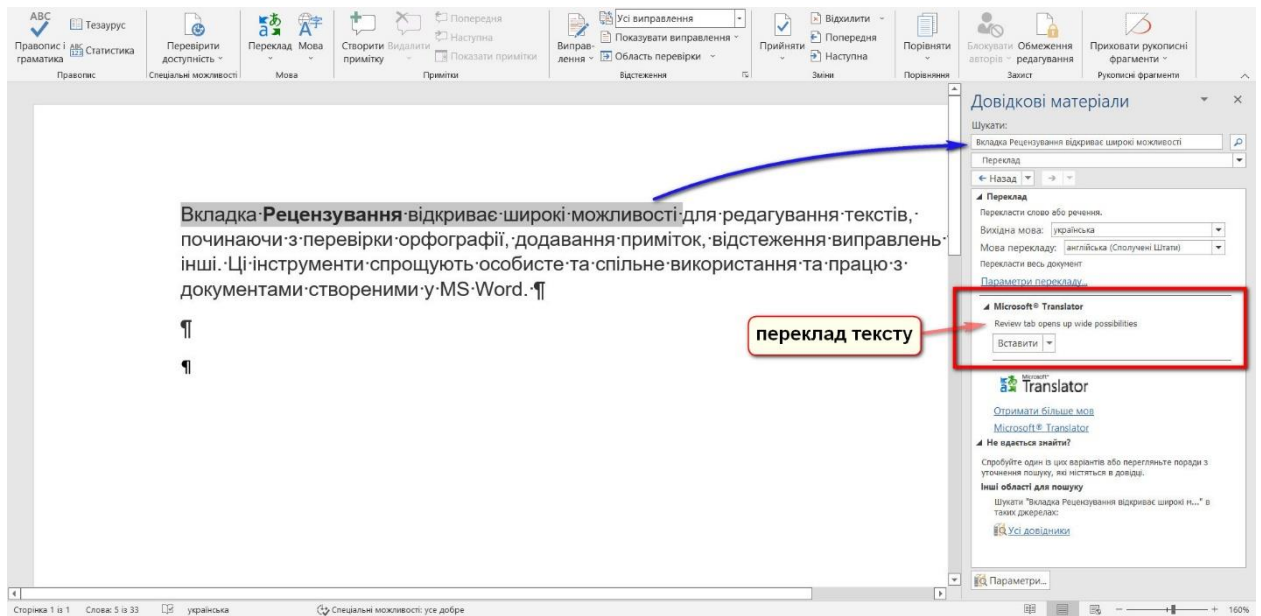 ABC
Правопис і граматика
Тезаурус
ABC
123
Статистика
Правопис
Перевірити доступність
Спеціальні можливості
Переклад
Мова
Мова
Створити примітку
Видалити
Попередня
Наступна
Показати примітки
Примітки
Виправ-
лення
Усі виправлення
Показувати виправлення
Область перевірки
Відстеження
Прийняти
Відхилити
Попередня
Наступна
Зміни
Порівняти
Порівняння
Блокувати авторів
Обмеження редагування
Захист
Приховати рукописні фрагменти
Рукописні фрагменти
Вкладка·Рецензування·відкриває·широкі·можливості·для·редагування·текстів,·
починаючи·з·перевірки·орфографії,·додавання·приміток,·відстеження·виправлень·
інші.·Ці·інструменти·спрощують·особисте·та·спільне·використання·та·працю·з·
документами·створеними·у·MS·Word.·¶
¶
¶
переклад тексту
Довідкові матеріали
Шукати:
Вкладка Рецензування відкриває широкі можливості
Переклад
Назад
Переклад
Перекласти слово або речення.
Вихідна мова: українська
Мова перекладу: англійська (Сполучені Штати)
Перекласти весь документ
Параметри перекладу...
Microsoft® Translator
Review tab opens up wide possibilities
Вставити
Microsoft®
Translator
Отримати більше мов
Microsoft® Translator
Не вдається знайти?
Спробуйте один із цих варіантів або перегляньте поради з
уточнення пошуку, які містяться в довідці.
Інші області для пошуку
Шукати "Вкладка Рецензування відкриває широкі м..." в
таких джерелах:
Усі довідники
Параметри...
Сторінка 1 із 1 Слова: 5 із 33 українська Спеціальні можливості: усе добре 160%